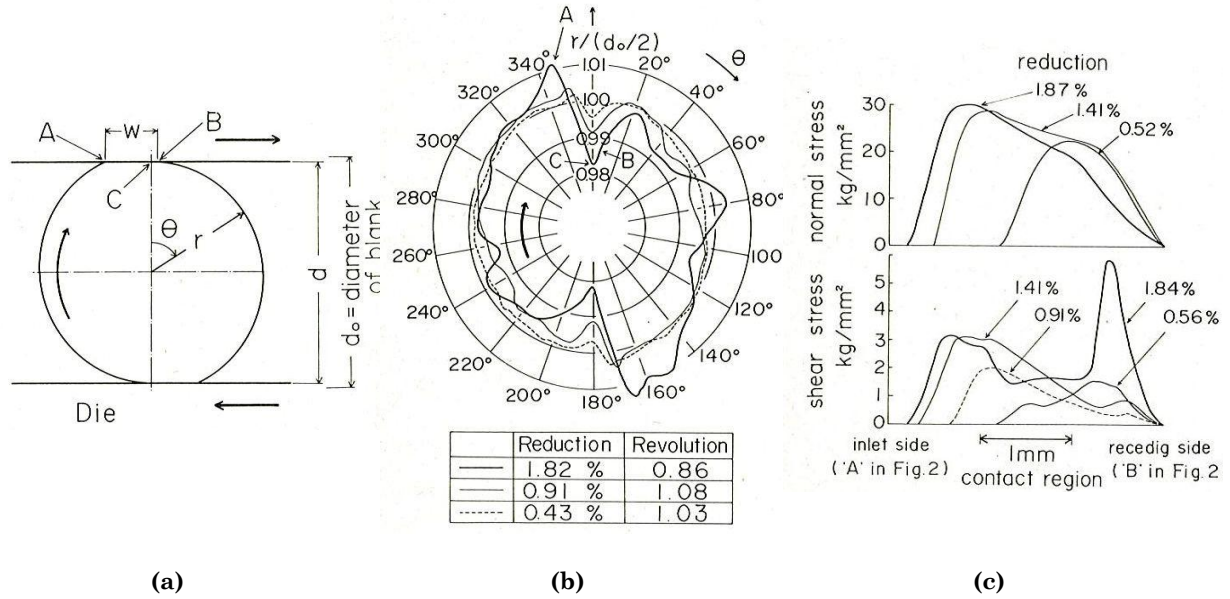 A
W
B
C
θ
r
d
d₀ = diameter
of blank
Die
A
r/(d₀/2)
θ
340°
1.01
20°
320°
1.00
40°
300°
0.99
60°
C
B
280°
0.98
80°
260°
100
240°
120°
220°
140°
200°
180°
160°
Reduction Revolution
1.82 % 0.86
0.91 % 1.08
0.43 % 1.03
reduction
1.87 %
1.41 %
0.52 %
normal stress
kg/mm²
30
20
10
0
shear stress
kg/mm²
5
4
3
2
1
0
1.41 %
0.91 %
1.84 %
0.56 %
inlet side
('A' in Fig.2)
1mm
contact region
recedig side
('B' in Fig.2
(a)
(b)
(c)